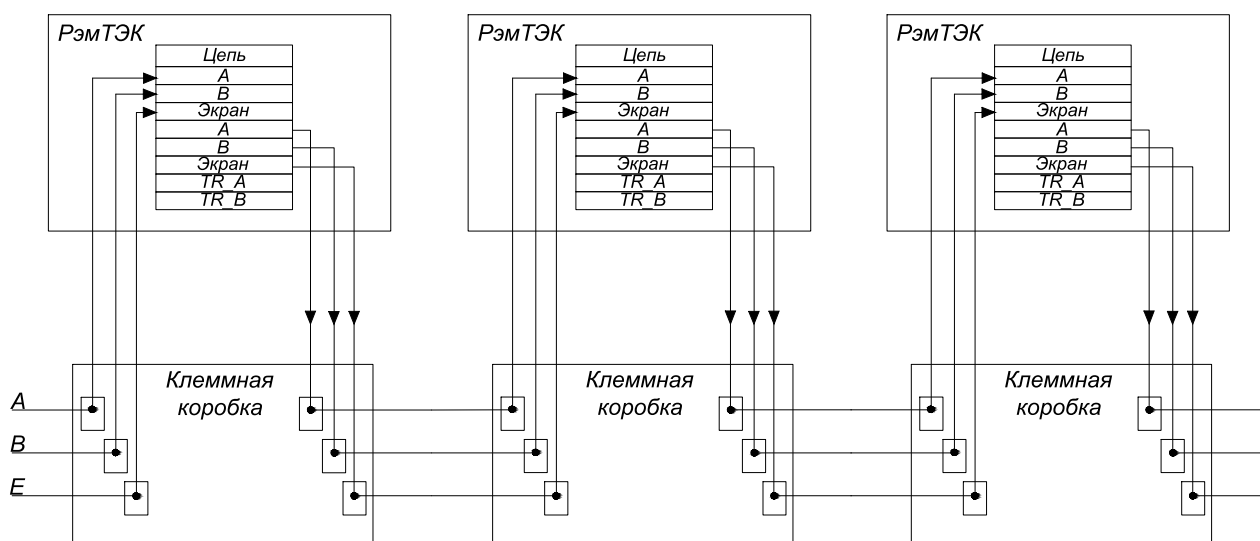 РэмТЭК
Цепь
A
B
Экран
A
B
Экран
TR_A
TR_B
РэмТЭК
Цепь
A
B
Экран
A
B
Экран
TR_A
TR_B
РэмТЭК
Цепь
A
B
Экран
A
B
Экран
TR_A
TR_B
A
B
E
Клеммная
коробка
Клеммная
коробка
Клеммная
коробка